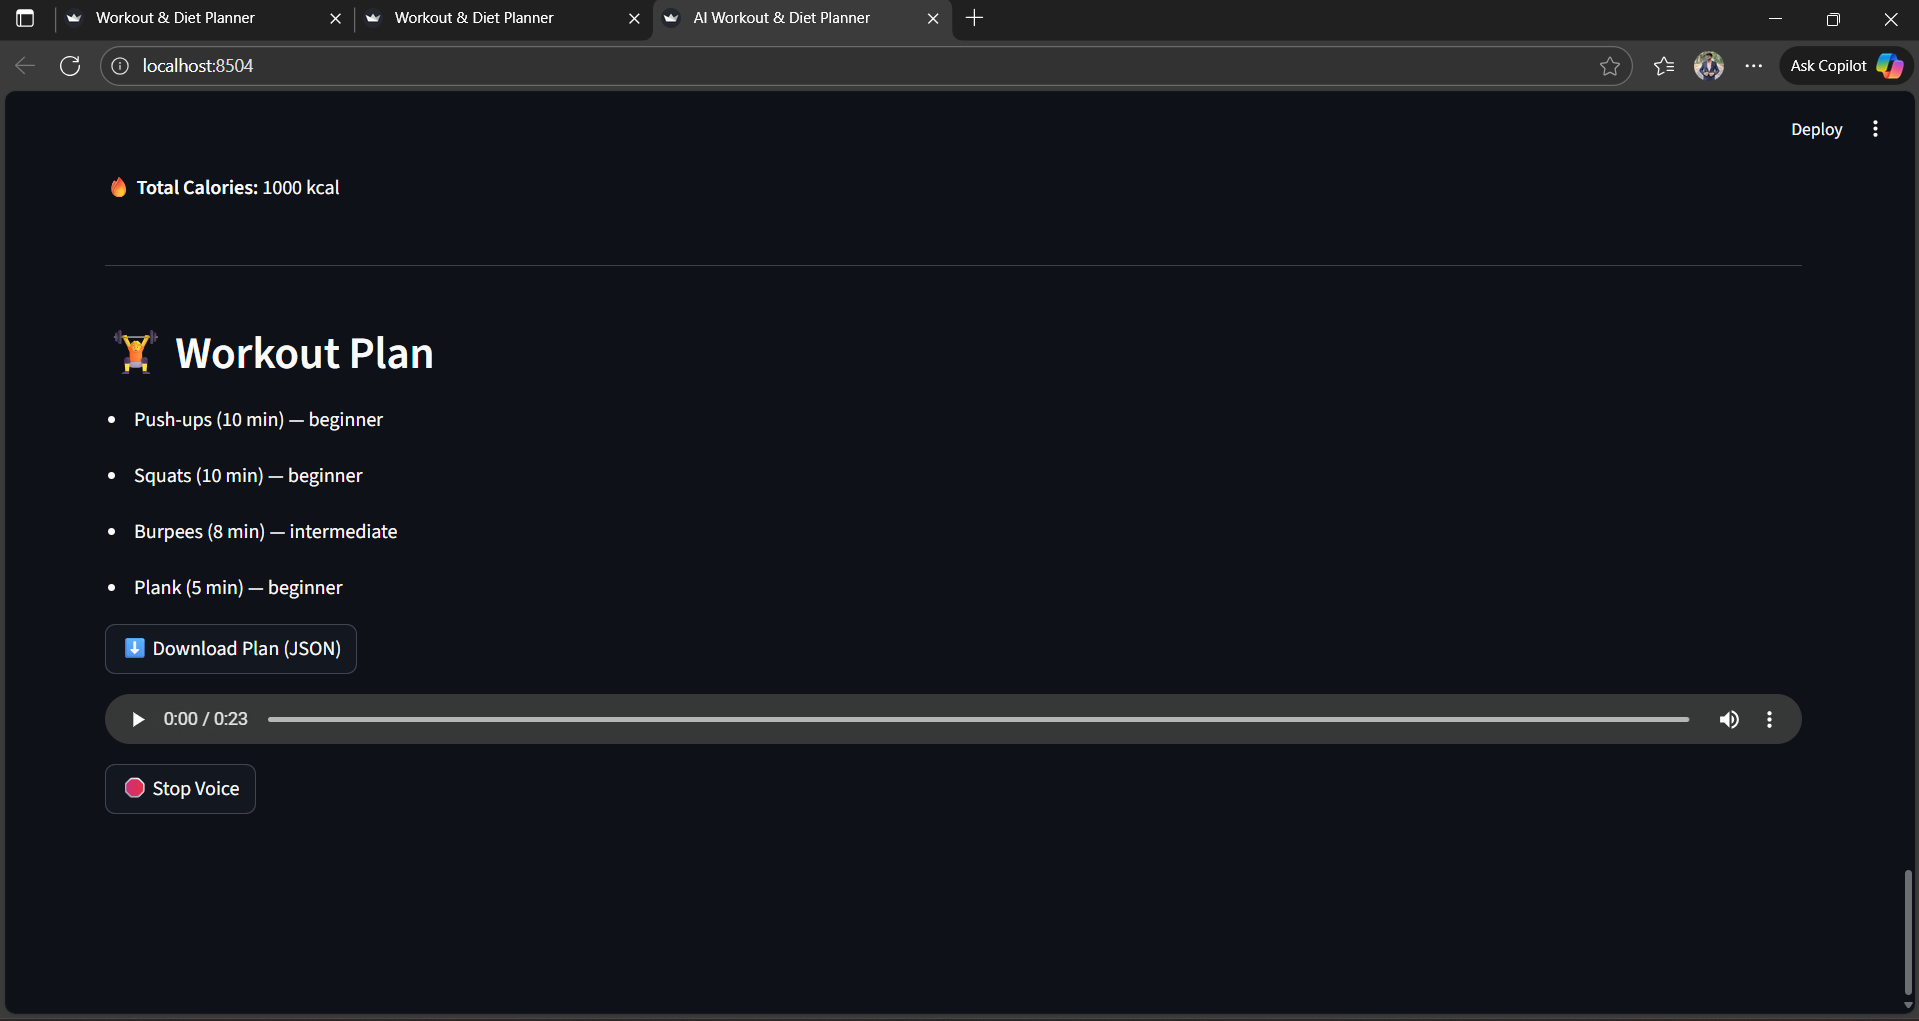 Workout & Diet Planner
Workout & Diet Planner
AI Workout & Diet Planner
localhost:8504
Ask Copilot
Deploy
🔥 Total Calories: 1000 kcal
🏋️ Workout Plan
• Push-ups (10 min) — beginner
• Squats (10 min) — beginner
• Burpees (8 min) — intermediate
• Plank (5 min) — beginner
⬇️ Download Plan (JSON)
0:00 / 0:23
🛑 Stop Voice